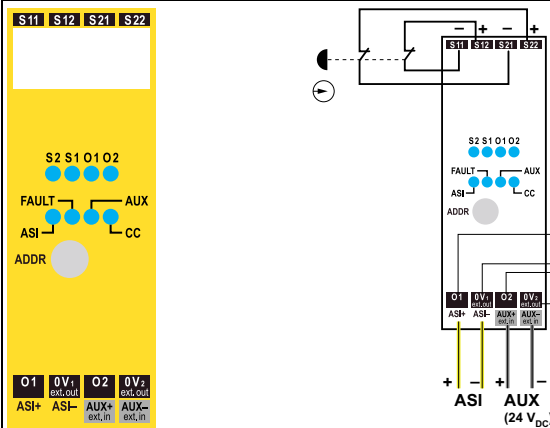 S11 S12 S21 S22
S2 S1 O1 O2
FAULT AUX
ASI CC
ADDR
O1 0V1 ext.out O2 0V2 ext.out
ASI+ ASI– AUX+ ext.in AUX– ext.in
– + – +
S11 S12 S21 S22
S2 S1 O1 O2
FAULT AUX
ASI CC
ADDR
O1 0V1 ext.out O2 0V2 ext.out
ASI+ ASI– AUX+ ext.in AUX– ext.in
+ – + –
ASI AUX
(24 VDC)